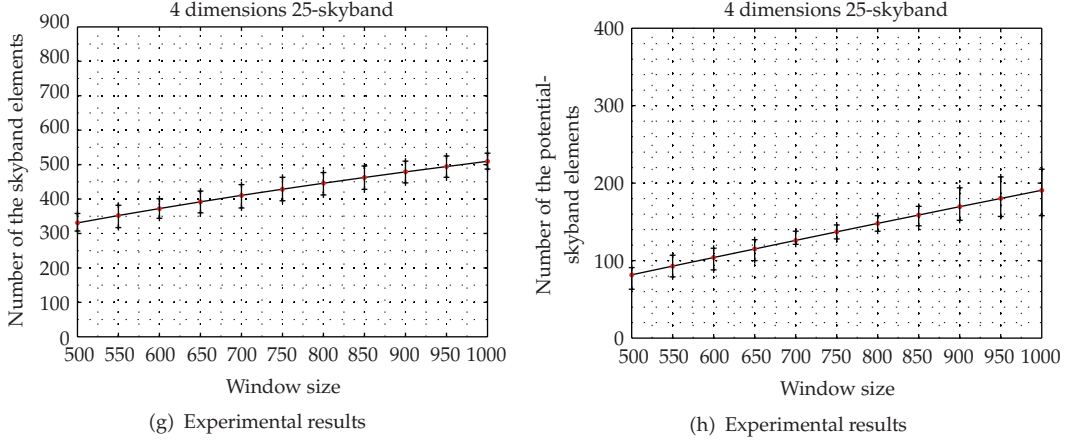 4 dimensions 25-skyband
Number of the skyband elements
900
800
700
600
500
400
300
200
100
0
500 550 600 650 700 750 800 850 900 950 1000
Window size
(g) Experimental results
4 dimensions 25-skyband
Number of the potential-
skyband elements
400
300
200
100
0
500 550 600 650 700 750 800 850 900 950 1000
Window size
(h) Experimental results